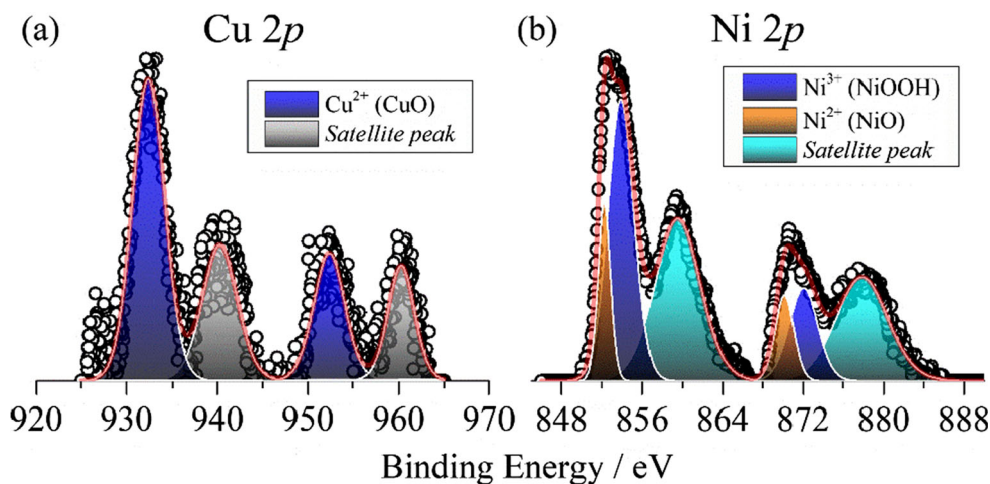 (a) Cu 2p
Cu²⁺ (CuO)
Satellite peak
920 930 940 950 960 970
(b) Ni 2p
Ni³⁺ (NiOOH)
Ni²⁺ (NiO)
Satellite peak
848 856 864 872 880 888
Binding Energy / eV